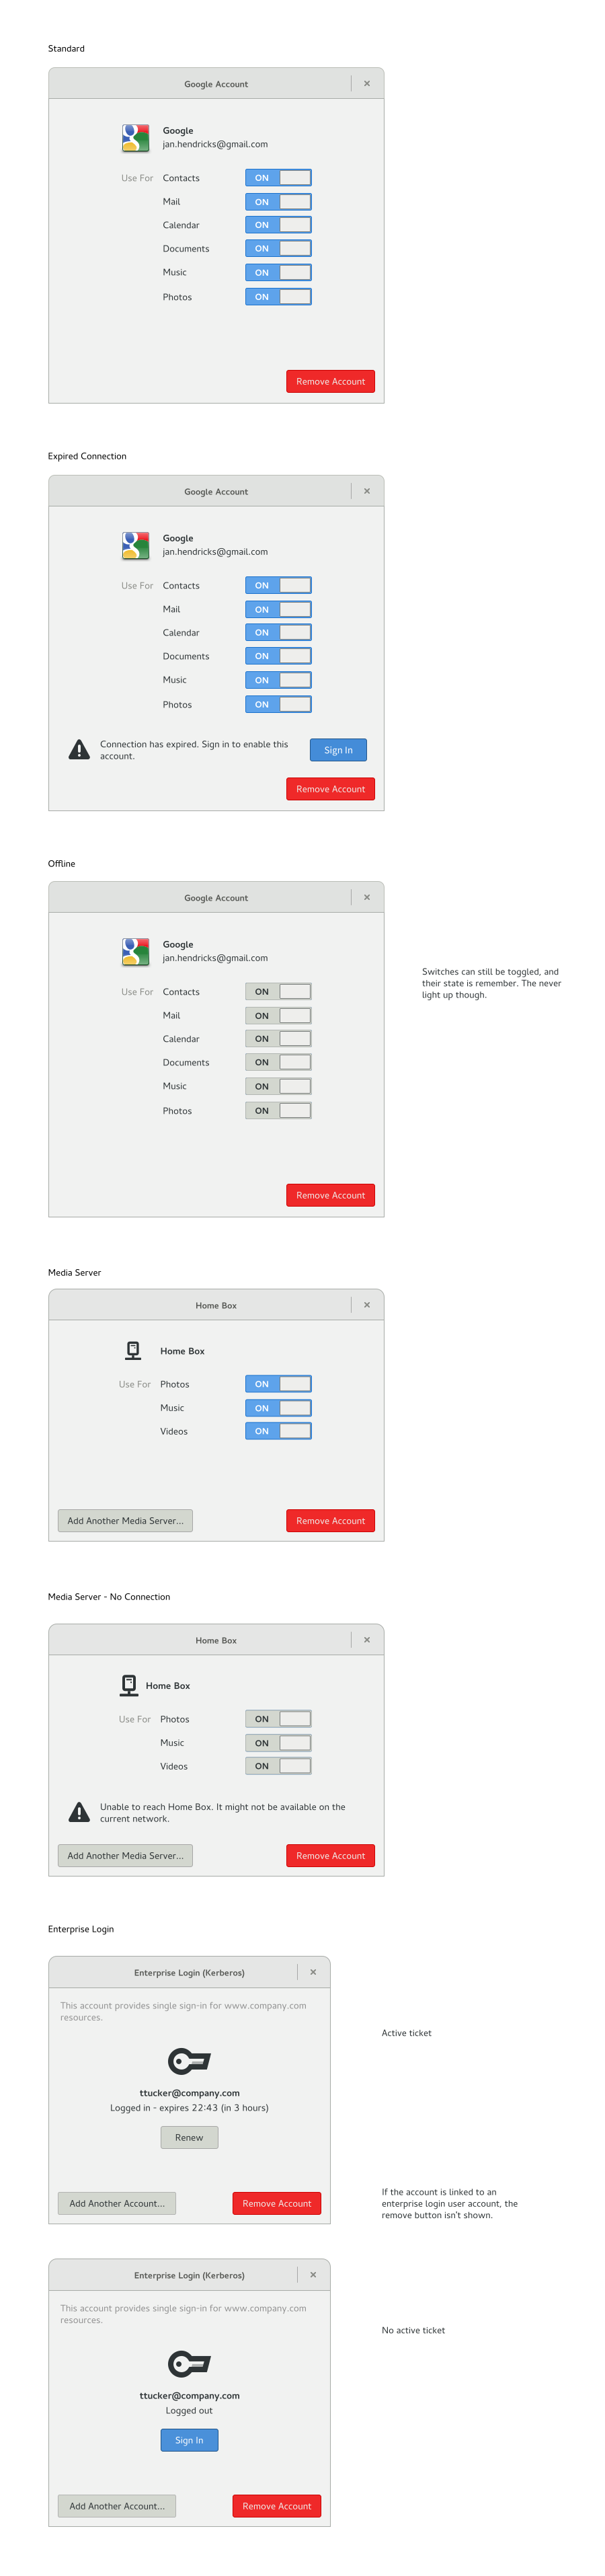 Standard
Google Account
×
Google
jan.hendricks@gmail.com
Use For Contacts ON
Mail ON
Calendar ON
Documents ON
Music ON
Photos ON
Remove Account
Expired Connection
Google Account
×
Google
jan.hendricks@gmail.com
Use For Contacts ON
Mail ON
Calendar ON
Documents ON
Music ON
Photos ON
Connection has expired. Sign in to enable this
account.
Sign In
Remove Account
Offline
Google Account
×
Google
jan.hendricks@gmail.com
Use For Contacts ON
Mail ON
Calendar ON
Documents ON
Music ON
Photos ON
Remove Account
Switches can still be toggled, and
their state is remember. The never
light up though.
Media Server
Home Box
×
Home Box
Use For Photos ON
Music ON
Videos ON
Add Another Media Server...
Remove Account
Media Server - No Connection
Home Box
×
Home Box
Use For Photos ON
Music ON
Videos ON
Unable to reach Home Box. It might not be available on the
current network.
Add Another Media Server...
Remove Account
Enterprise Login
Enterprise Login (Kerberos)
×
This account provides single sign-in for www.company.com
resources.
Active ticket
ttucker@company.com
Logged in - expires 22:43 (in 3 hours)
Renew
Add Another Account...
Remove Account
If the account is linked to an
enterprise login user account, the
remove button isn't shown.
Enterprise Login (Kerberos)
×
This account provides single sign-in for www.company.com
resources.
No active ticket
ttucker@company.com
Logged out
Sign In
Add Another Account...
Remove Account